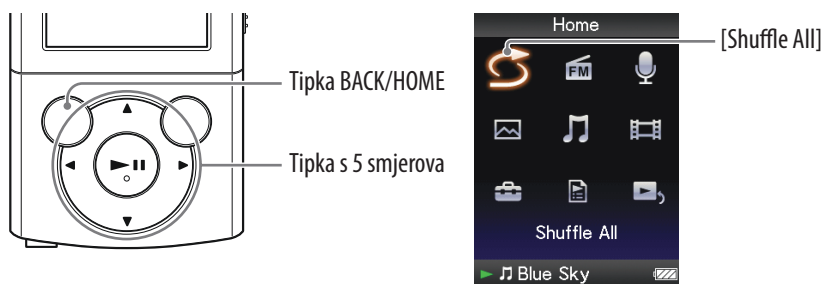 Tipka BACK/HOME
Tipka s 5 smjerova
Home
[Shuffle All]
FM
Shuffle All
Blue Sky